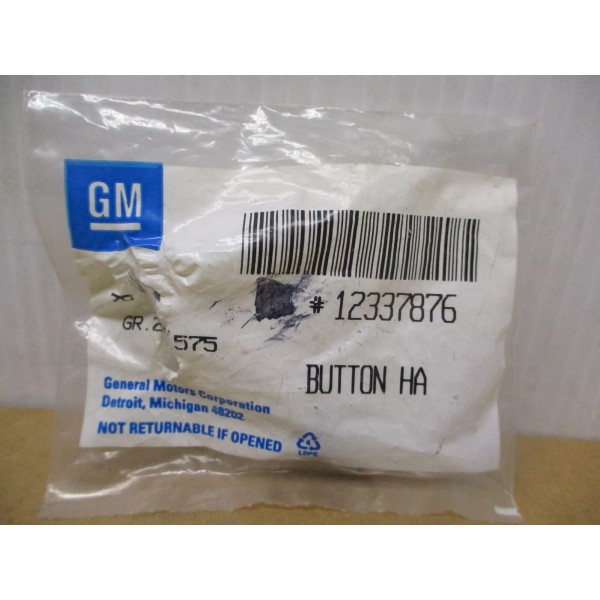 GM
# 12337876
GR.2
575
BUTTON HA
General Motors Corporation
Detroit, Michigan 48202
NOT RETURNABLE IF OPENED
LDPE